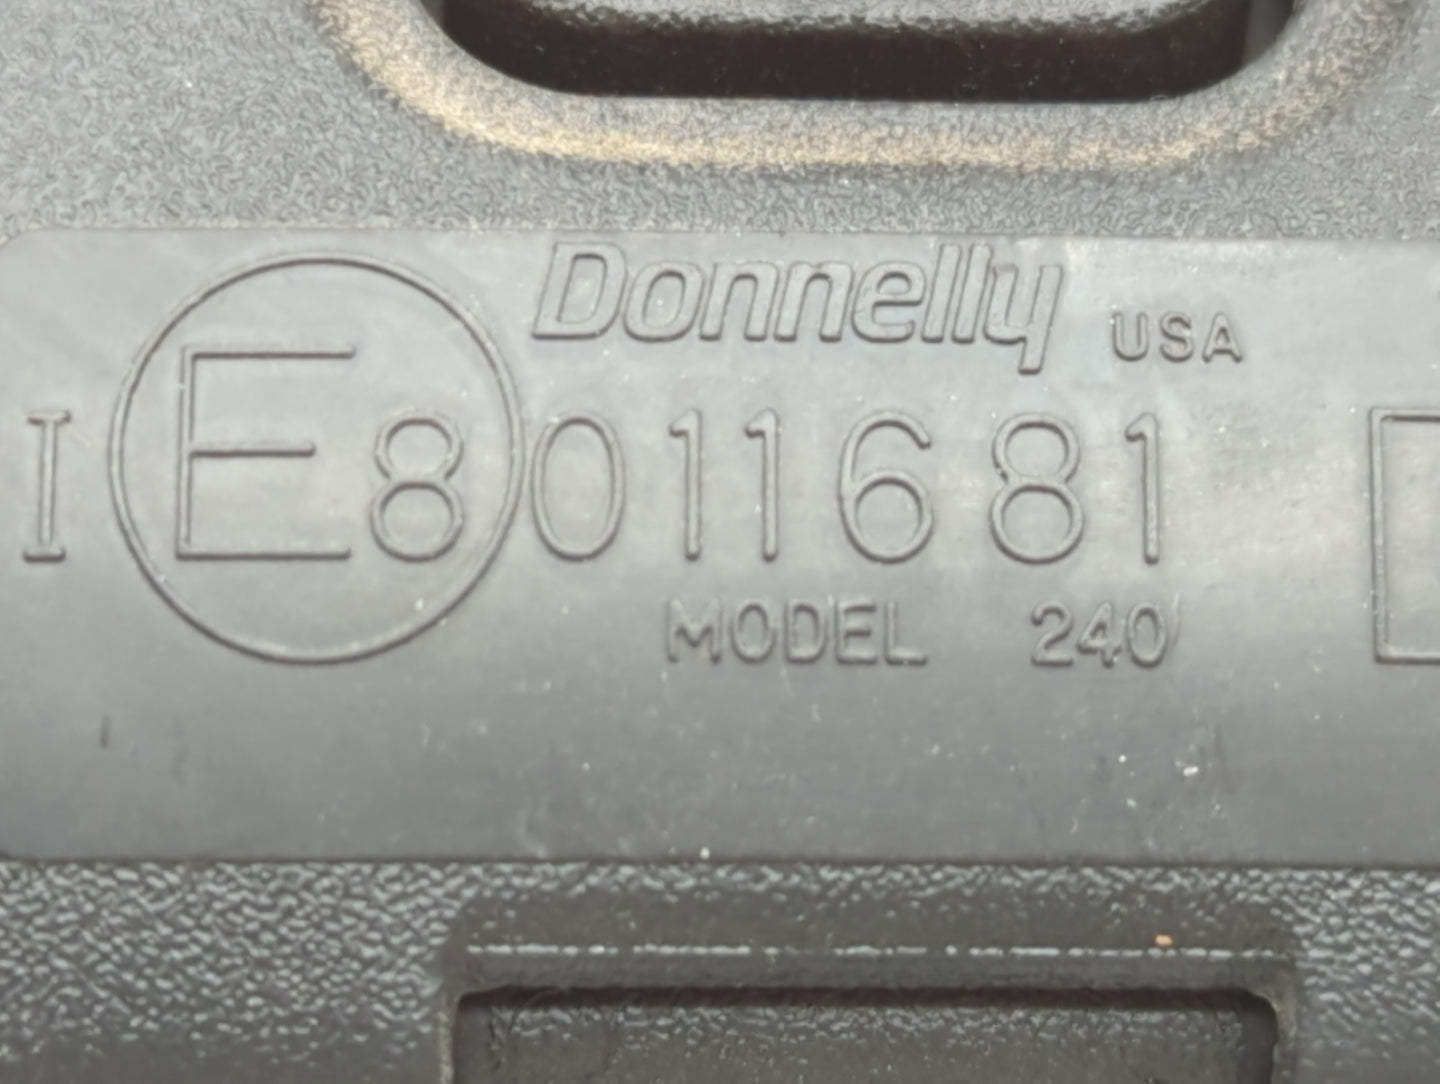 Donnelly USA
I E8 011681
MODEL 240